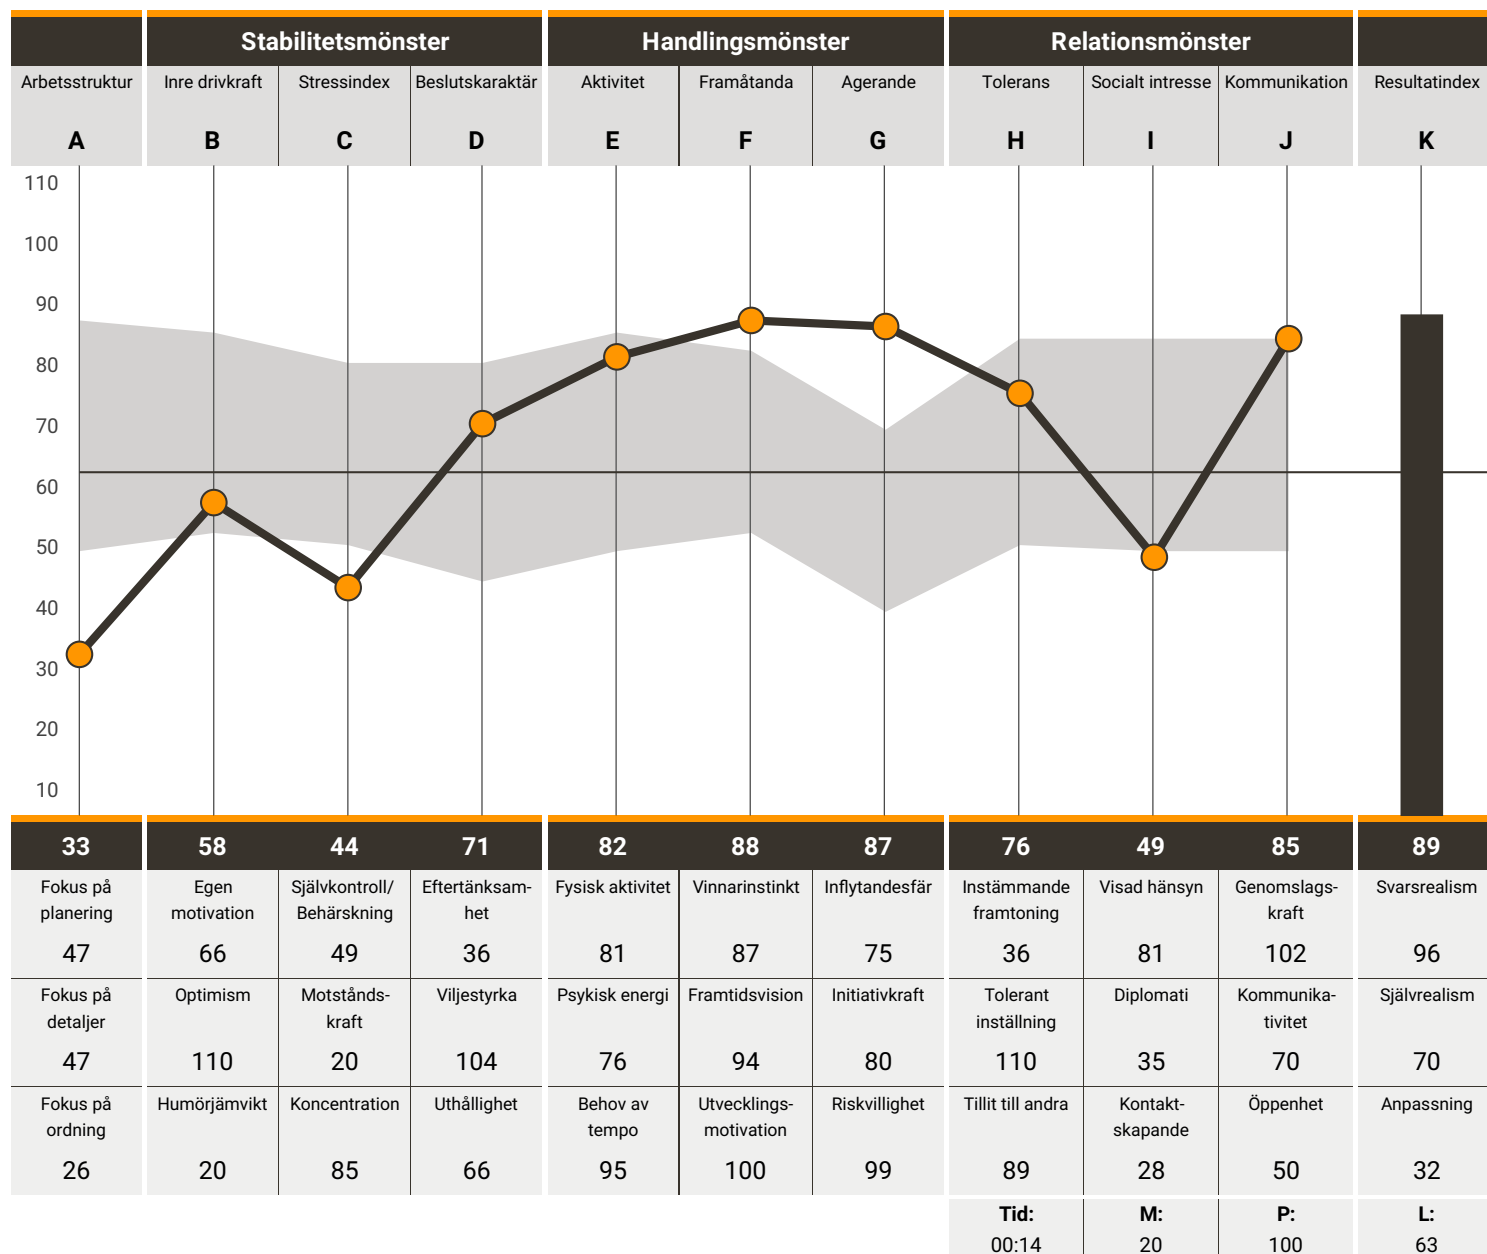 Stabilitetsmönster Handlingsmönster Relationsmönster
Arbetsstruktur Inre drivkraft Stressindex Beslutskaraktär Aktivitet Framåtanda Agerande Tolerans Socialt intresse Kommunikation Resultatindex
A B C D E F G H I J K
110
100
90
80
70
60
50
40
30
20
10
33 58 44 71 82 88 87 76 49 85 89
Fokus på Egen Självkontroll/ Eftertänksam- Fysisk aktivitet Vinnarinstinkt Inflytandesfär Instämmande Visad hänsyn Genomslags- Svarsrealism
planering motivation Behärskning het framtoning kraft
47 66 49 36 81 87 75 36 81 102 96
Fokus på Optimism Motstånds- Viljestyrka Psykisk energi Framtidsvision Initiativkraft Tolerant Diplomati Kommunika- Självrealism
detaljer kraft inställning tivitet
47 110 20 104 76 94 80 110 35 70 70
Fokus på Humörjämvikt Koncentration Uthållighet Behov av Utvecklings- Riskvillighet Tillit till andra Kontakt- Öppenhet Anpassning
ordning tempo motivation skapande
26 20 85 66 95 100 99 89 28 50 32
Tid: M: P: L:
00:14 20 100 63